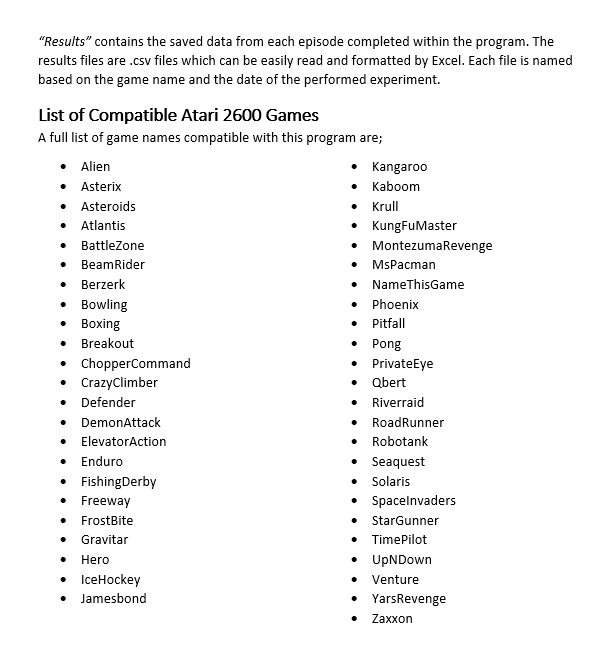 “Results” contains the saved data from each episode completed within the program. The
results files are .csv files which can be easily read and formatted by Excel. Each file is named
based on the game name and the date of the performed experiment.
List of Compatible Atari 2600 Games
A full list of game names compatible with this program are;
• Alien
• Asterix
• Asteroids
• Atlantis
• BattleZone
• BeamRider
• Berzerk
• Bowling
• Boxing
• Breakout
• ChopperCommand
• CrazyClimber
• Defender
• DemonAttack
• ElevatorAction
• Enduro
• FishingDerby
• Freeway
• FrostBite
• Gravitar
• Hero
• IceHockey
• Jamesbond
• Kangaroo
• Kaboom
• Krull
• KungFuMaster
• MontezumaRevenge
• MsPacman
• NameThisGame
• Phoenix
• Pitfall
• Pong
• PrivateEye
• Qbert
• Riverraid
• RoadRunner
• Robotank
• Seaquest
• Solaris
• SpaceInvaders
• StarGunner
• TimePilot
• UpNDown
• Venture
• YarsRevenge
• Zaxxon